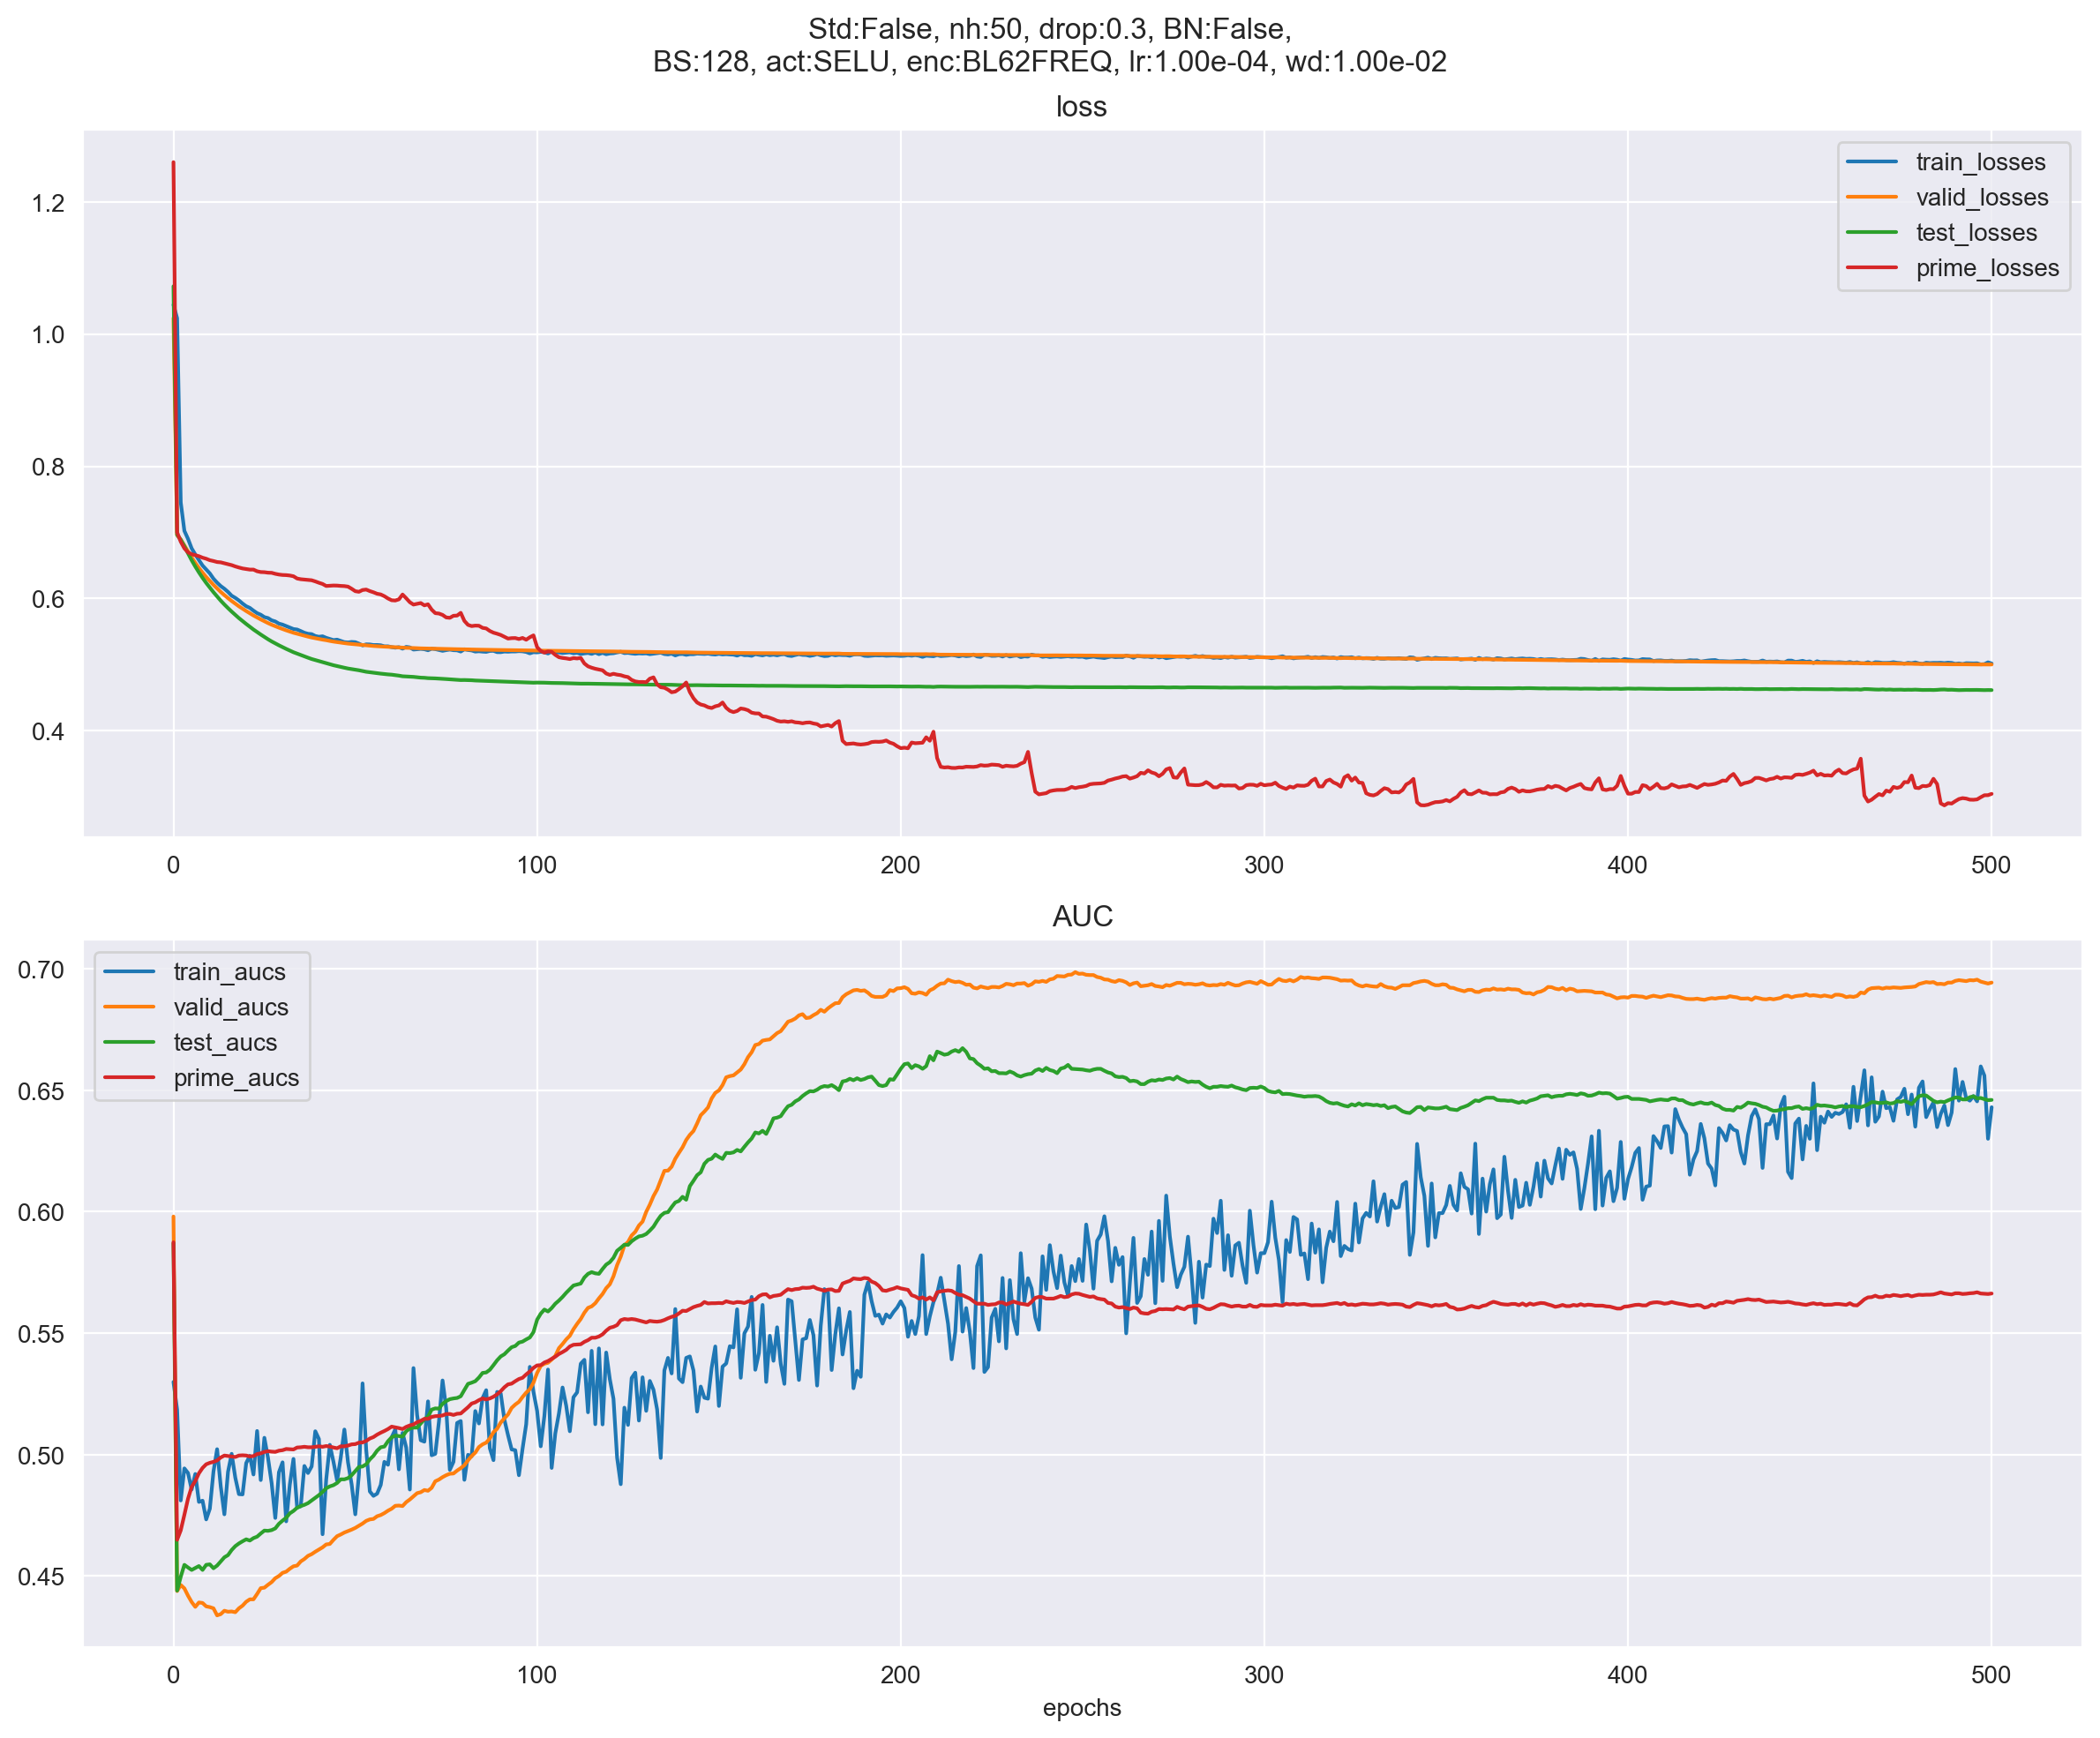 Std:False, nh:50, drop:0.3, BN:False,
BS:128, act:SELU, enc:BL62FREQ, lr:1.00e-04, wd:1.00e-02
loss
1.2
1.0
0.8
0.6
0.4
train_losses
valid_losses
test_losses
prime_losses
0 100 200 300 400 500
AUC
0.70
0.65
0.60
0.55
0.50
0.45
train_aucs
valid_aucs
test_aucs
prime_aucs
0 100 200 300 400 500
epochs